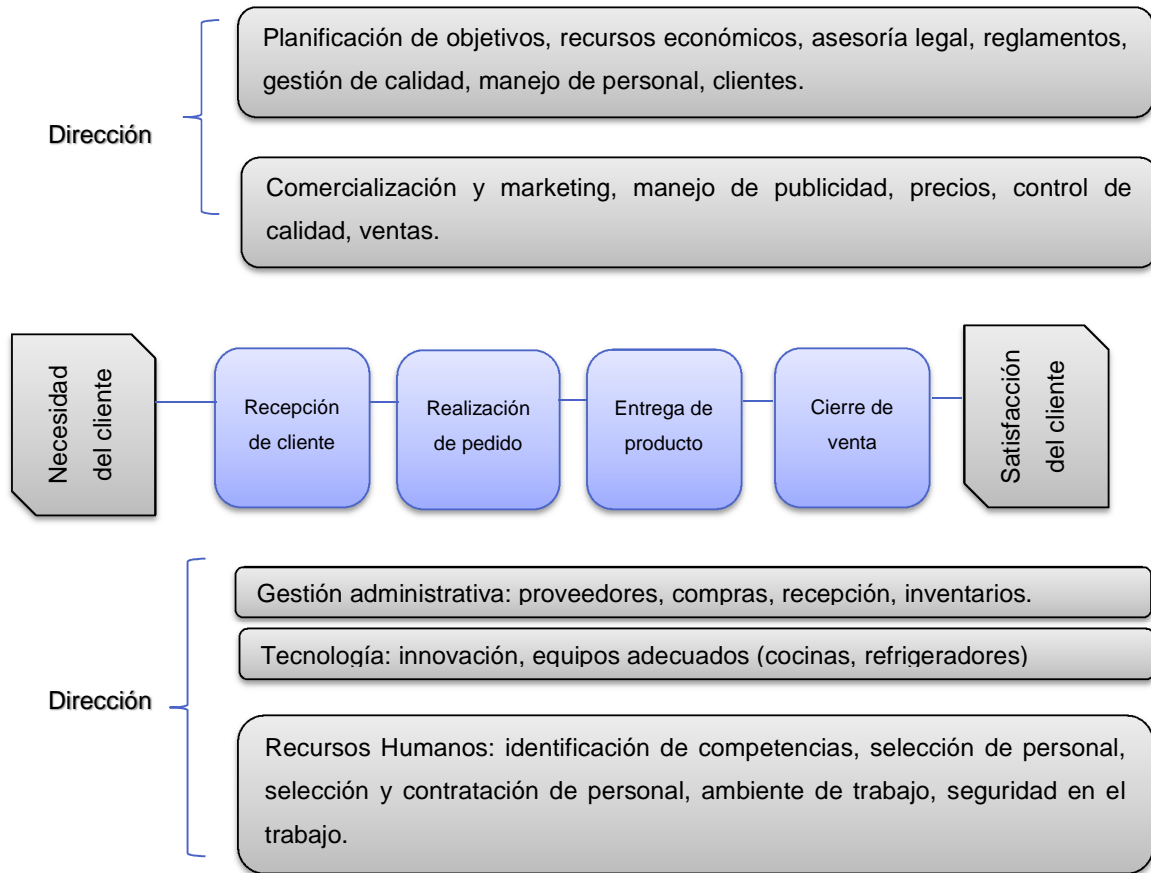 Planificación de objetivos, recursos económicos, asesoría legal, reglamentos,
gestión de calidad, manejo de personal, clientes.
Dirección
Comercialización y marketing, manejo de publicidad, precios, control de
calidad, ventas.
Necesidad
del cliente
Recepción
de cliente
Realización
de pedido
Entrega de
producto
Cierre de
venta
Satisfacción
del cliente
Gestión administrativa: proveedores, compras, recepción, inventarios.
Tecnología: innovación, equipos adecuados (cocinas, refrigeradores)
Dirección
Recursos Humanos: identificación de competencias, selección de personal,
selección y contratación de personal, ambiente de trabajo, seguridad en el
trabajo.